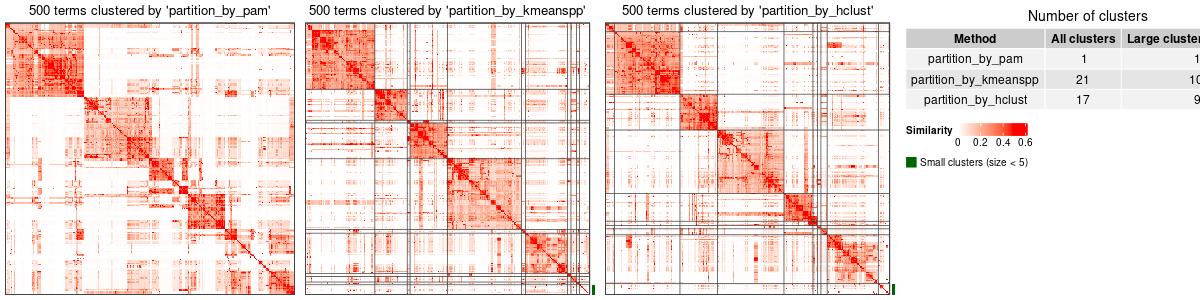 500 terms clustered by 'partition_by_pam'
500 terms clustered by 'partition_by_kmeanspp'
500 terms clustered by 'partition_by_hclust'
Number of clusters
Method All clusters Large
partition_by_pam 1
partition_by_kmeanspp 21
partition_by_hclust 17 9
Similarity
0 0.2 0.4 0.6
Small clusters (size < 5)